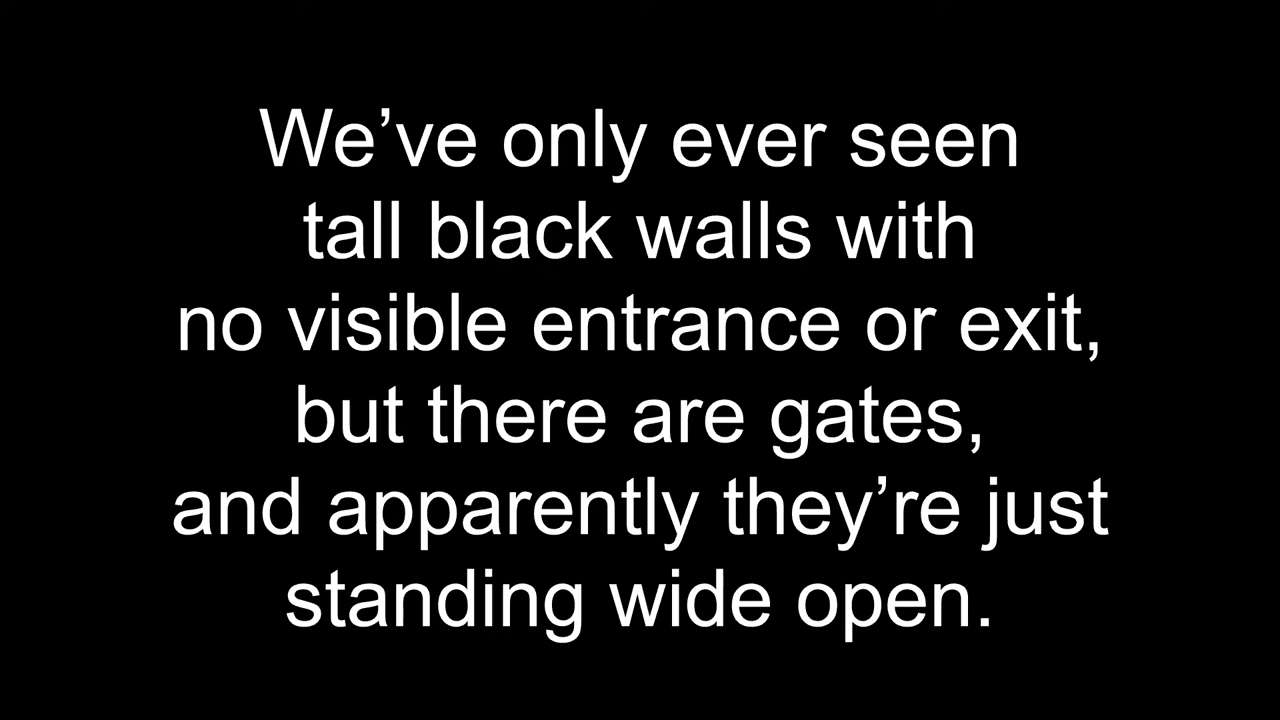 We’ve only ever seen
tall black walls with
no visible entrance or exit,
but there are gates,
and apparently they’re just
standing wide open.